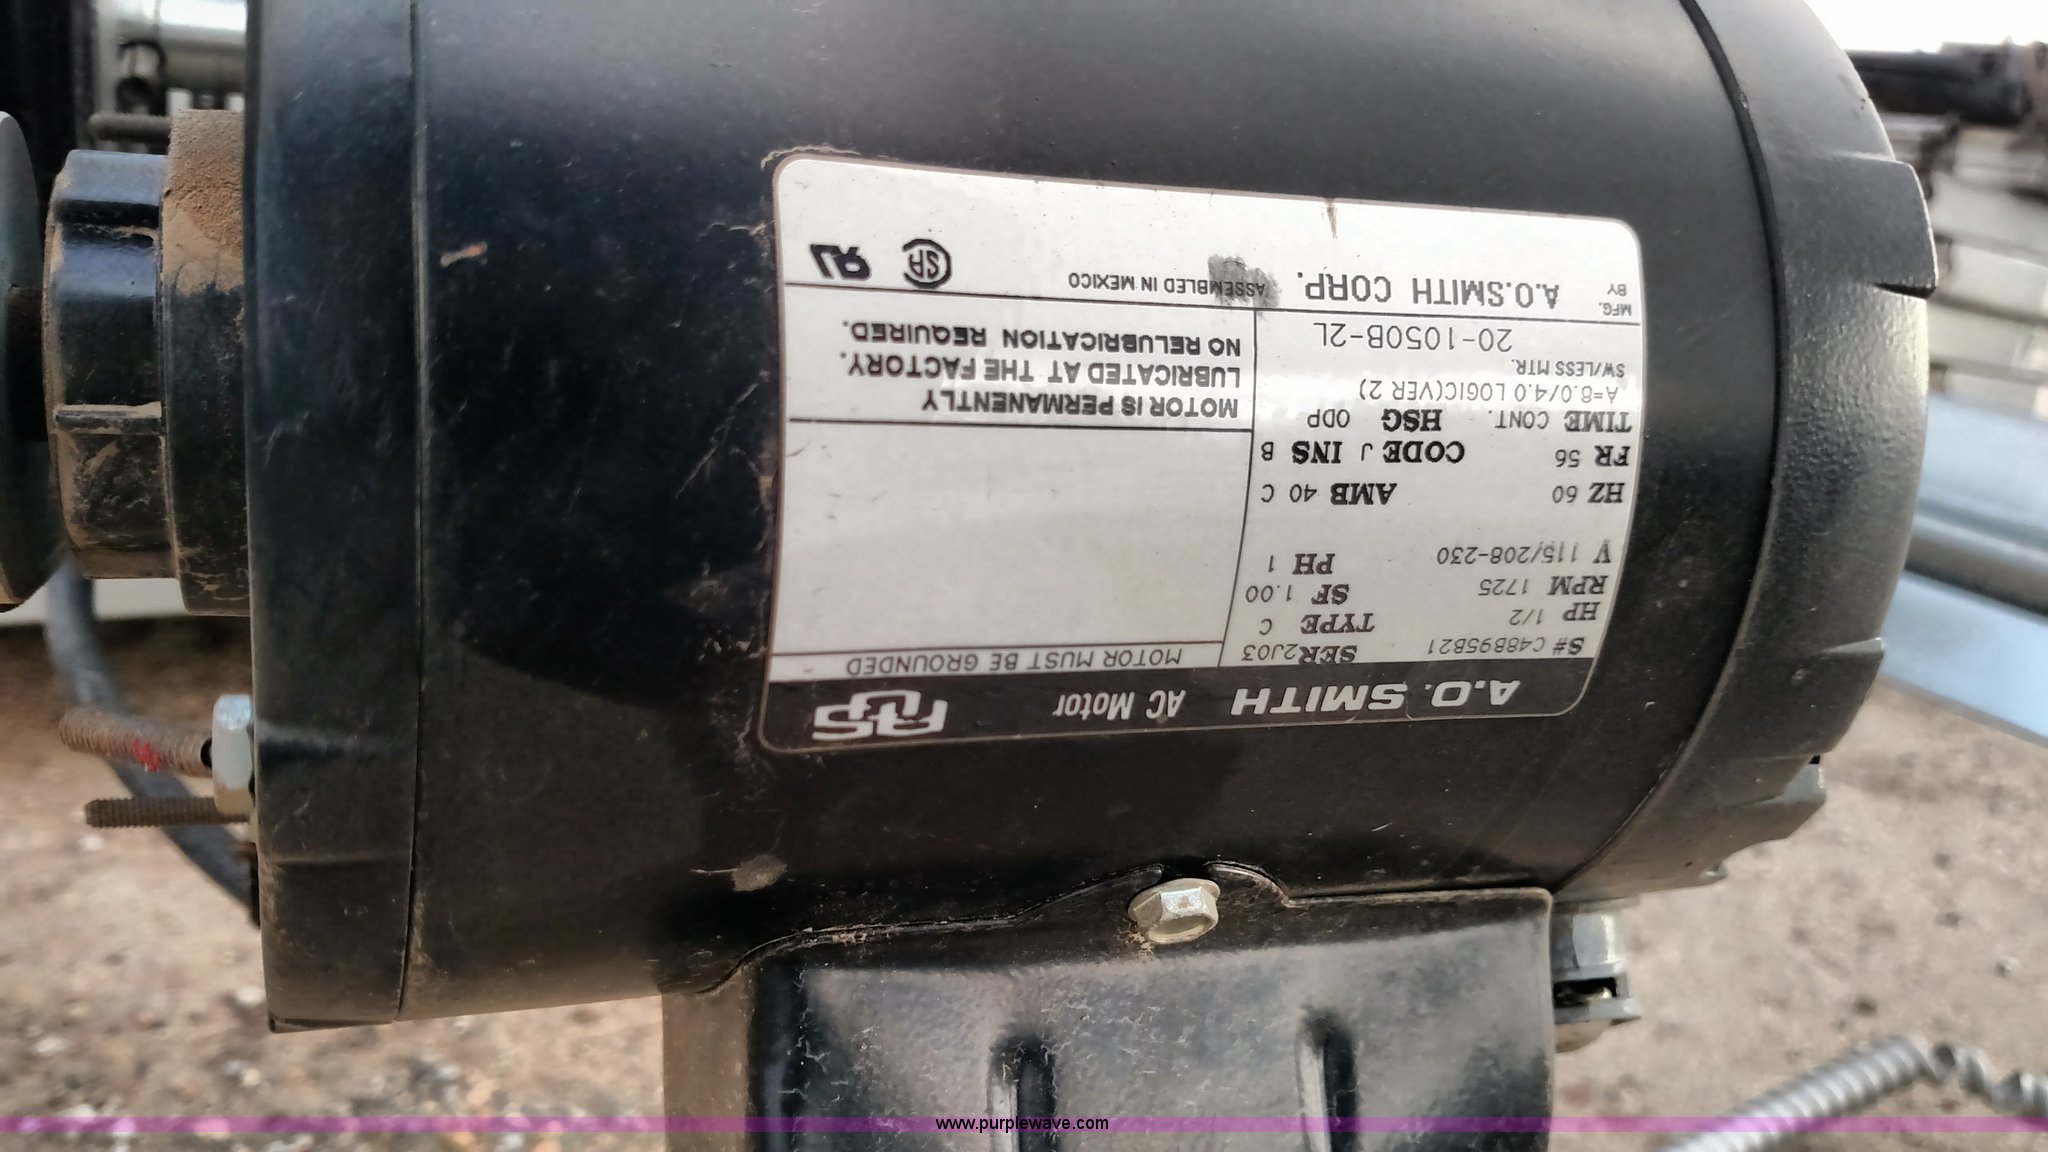 A.O. SMITH AC Motor PLUS
S# C48B95B21 SER 2J03
HP 1/2 TYPE C
RPM 1725 SF 1.00
V 115/208-230 PH 1
HZ 60 AMB 40 C
FR 56 CODE J INS B
TIME CONT. HSG ODP
A=8.0/4.0 LOGIC(VER 2)
SW/LESS MTR.
20-1050B-2L
MOTOR MUST BE GROUNDED
MOTOR IS PERMANENTLY
LUBRICATED AT THE FACTORY.
NO RELUBRICATION REQUIRED.
MFG. BY A.O.SMITH CORP. ASSEMBLED IN MEXICO
SA
www.purplewave.com